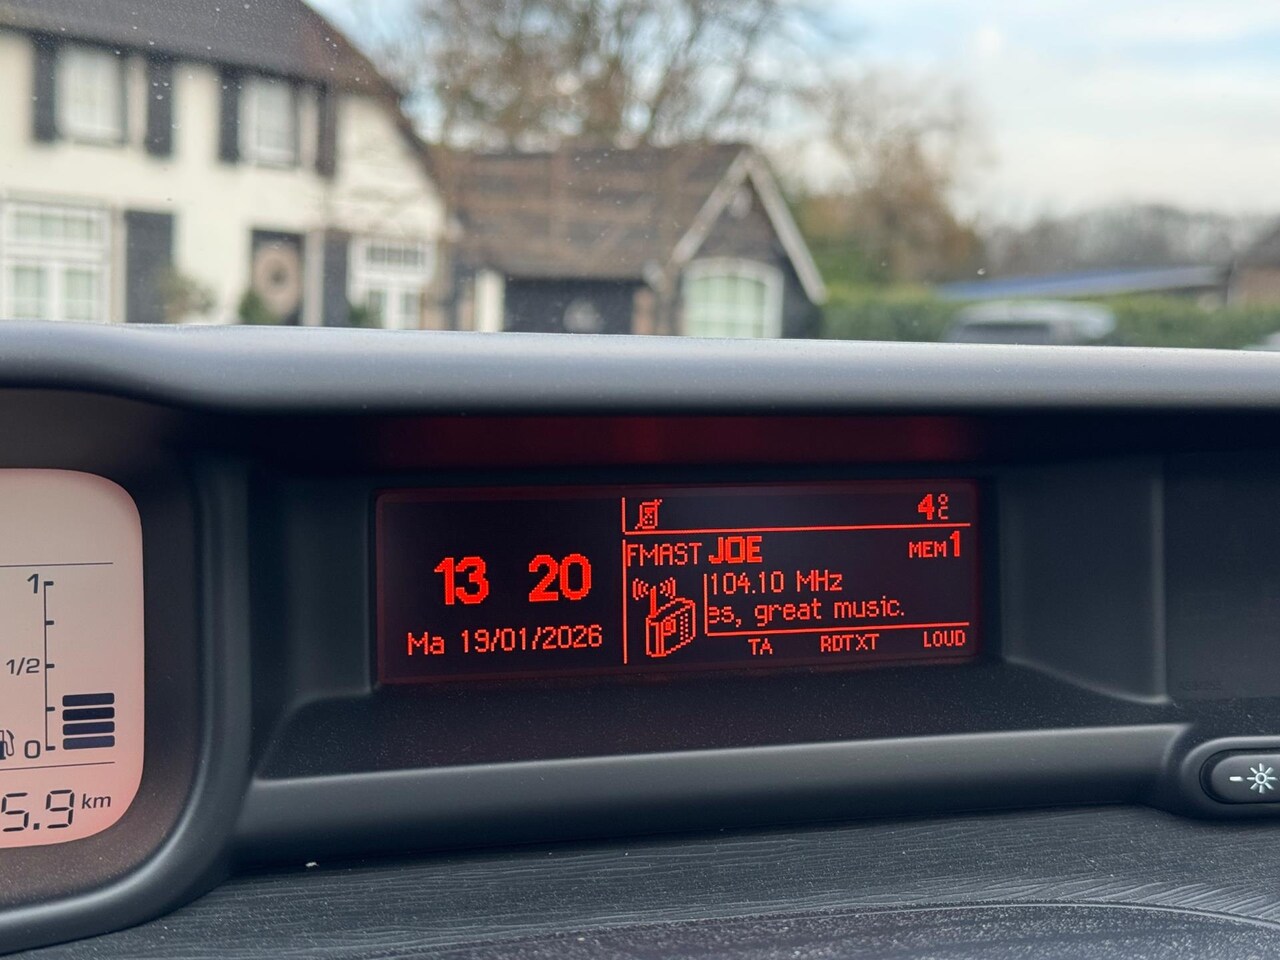 4°C
FMAST JOE MEM 1
13 20
104.10 MHz
es, great music.
Ma 19/01/2026
TA RDTXT LOUD
1
1/2
0
5.9 km